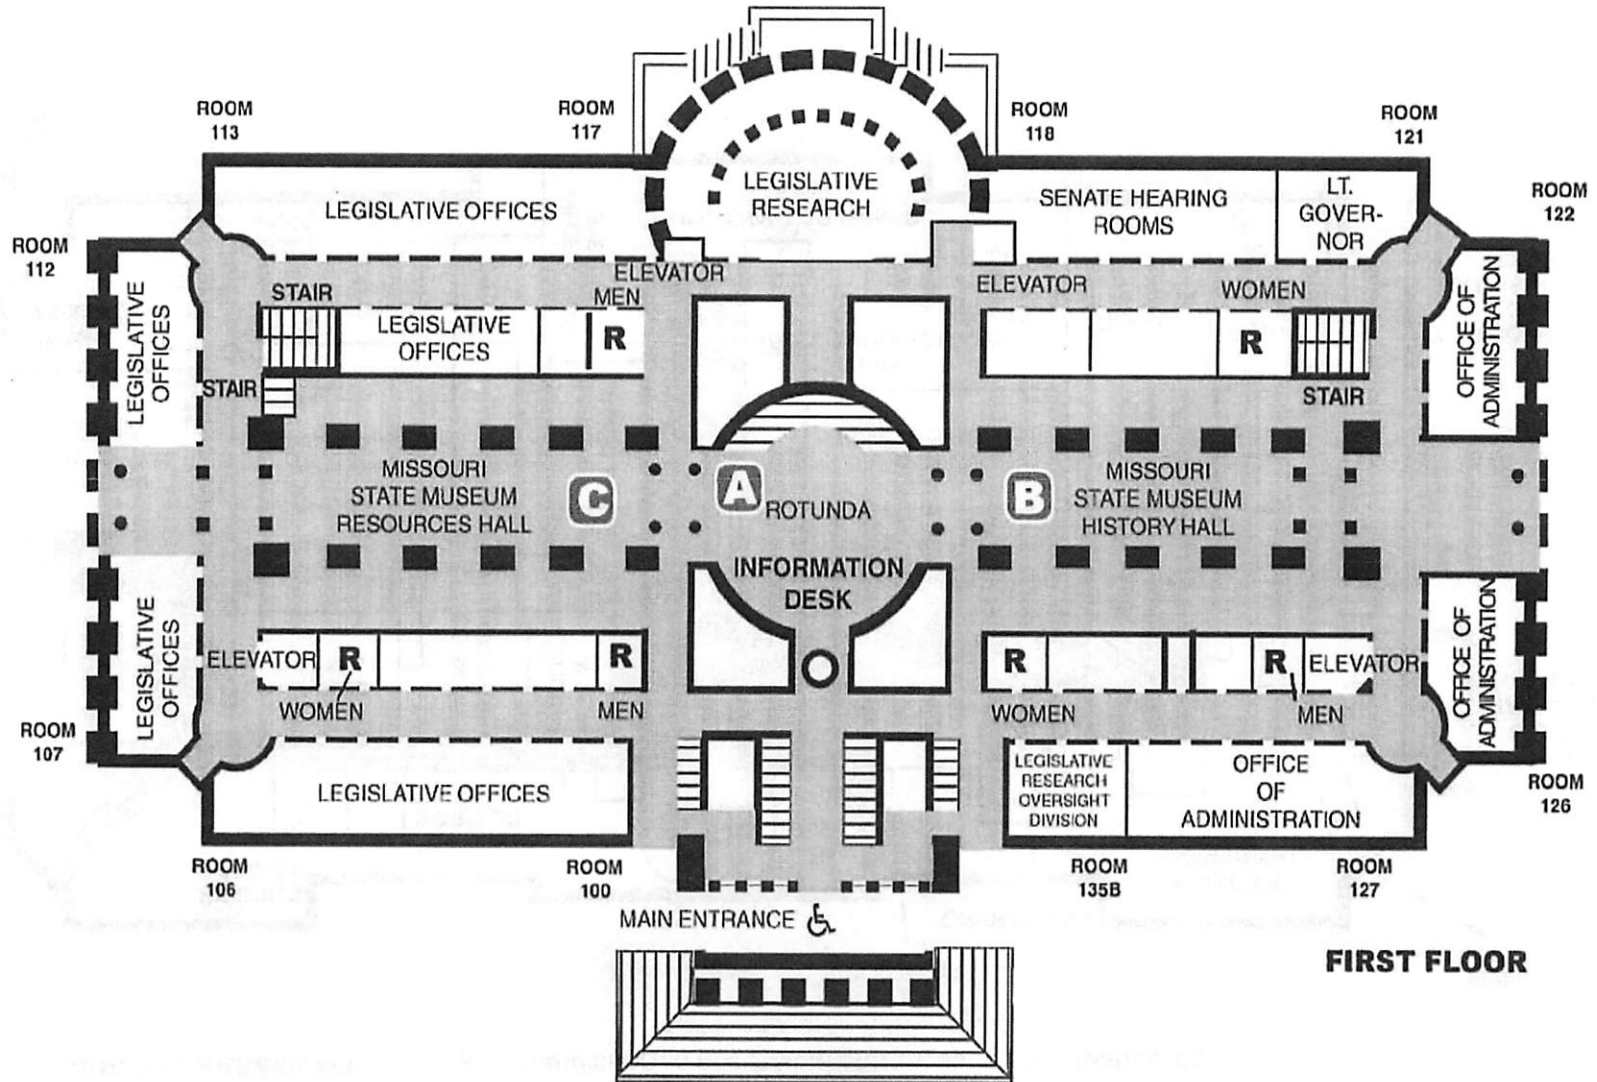 ROOM
113
ROOM
117
ROOM
118
ROOM
121
ROOM
122
ROOM
112
LEGISLATIVE
RESEARCH
LEGISLATIVE OFFICES
SENATE HEARING
ROOMS
LT.
GOVER-
NOR
ELEVATOR
MEN
STAIR
ELEVATOR
WOMEN
LEGISLATIVE
OFFICES
LEGISLATIVE
OFFICES
R
R
OFFICE OF
ADMINISTRATION
STAIR
STAIR
MISSOURI
STATE MUSEUM
RESOURCES HALL
C
A
ROTUNDA
B
MISSOURI
STATE MUSEUM
HISTORY HALL
INFORMATION
DESK
LEGISLATIVE
OFFICES
ELEVATOR
R
WOMEN
R
MEN
R
WOMEN
R
MEN
ELEVATOR
OFFICE OF
ADMINISTRATION
ROOM
107
LEGISLATIVE OFFICES
LEGISLATIVE
RESEARCH
OVERSIGHT
DIVISION
OFFICE
OF
ADMINISTRATION
ROOM
126
ROOM
106
ROOM
100
ROOM
135B
ROOM
127
MAIN ENTRANCE
FIRST FLOOR